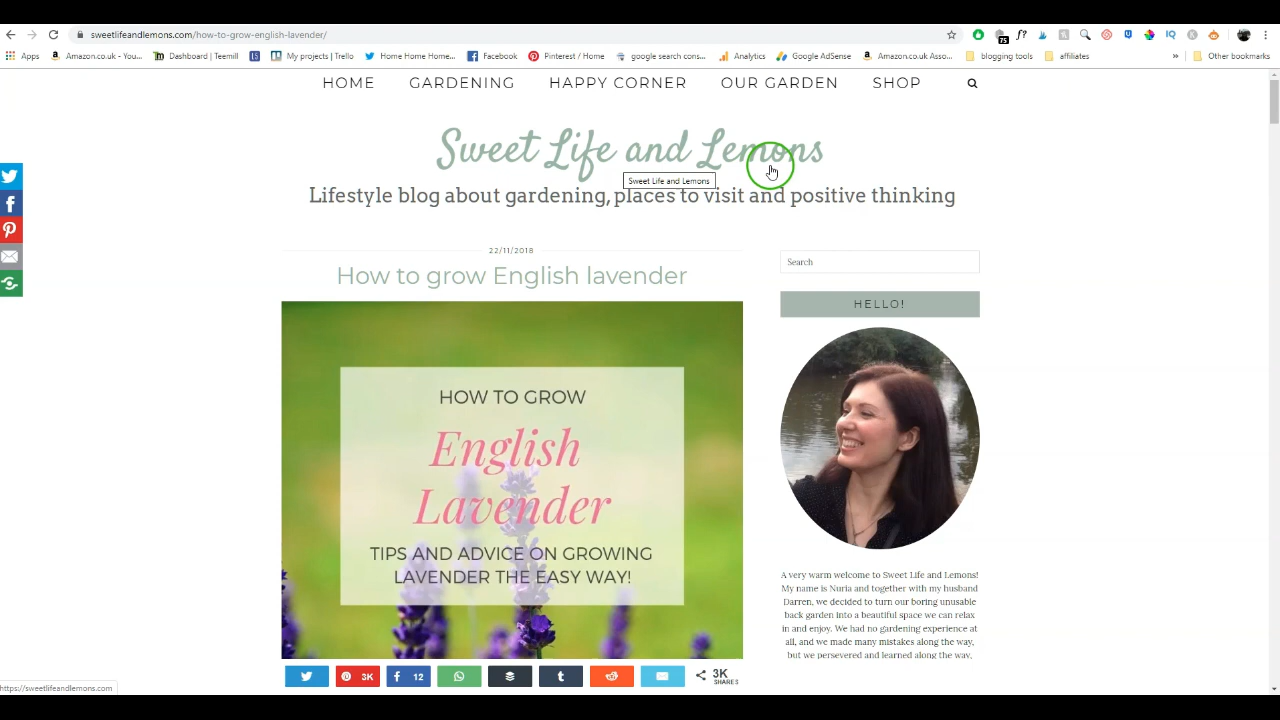 sweetlifeandlemons.com/how-to-grow-english-lavender/
Apps Amazon.co.uk - You... Dashboard | Teemill My projects | Trello Home Home Home... Facebook Pinterest / Home google search cons... Analytics Google AdSense Amazon.co.uk Asso... blogging tools affiliates » Other bookmarks
HOME GARDENING HAPPY CORNER OUR GARDEN SHOP
Sweet Life and Lemons
Sweet Life and Lemons
Lifestyle blog about gardening, places to visit and positive thinking
22/11/2018
How to grow English lavender
Search
HELLO!
HOW TO GROW
English
Lavender
TIPS AND ADVICE ON GROWING
LAVENDER THE EASY WAY!
A very warm welcome to Sweet Life and Lemons!
My name is Nuria and together with my husband
Darren, we decided to turn our boring unusable
back garden into a beautiful space we can relax
in and enjoy. We had no gardening experience at
all, and we made many mistakes along the way,
but we persevered and learned along the way,
3K 12 3K
SHARES
https://sweetlifeandlemons.com